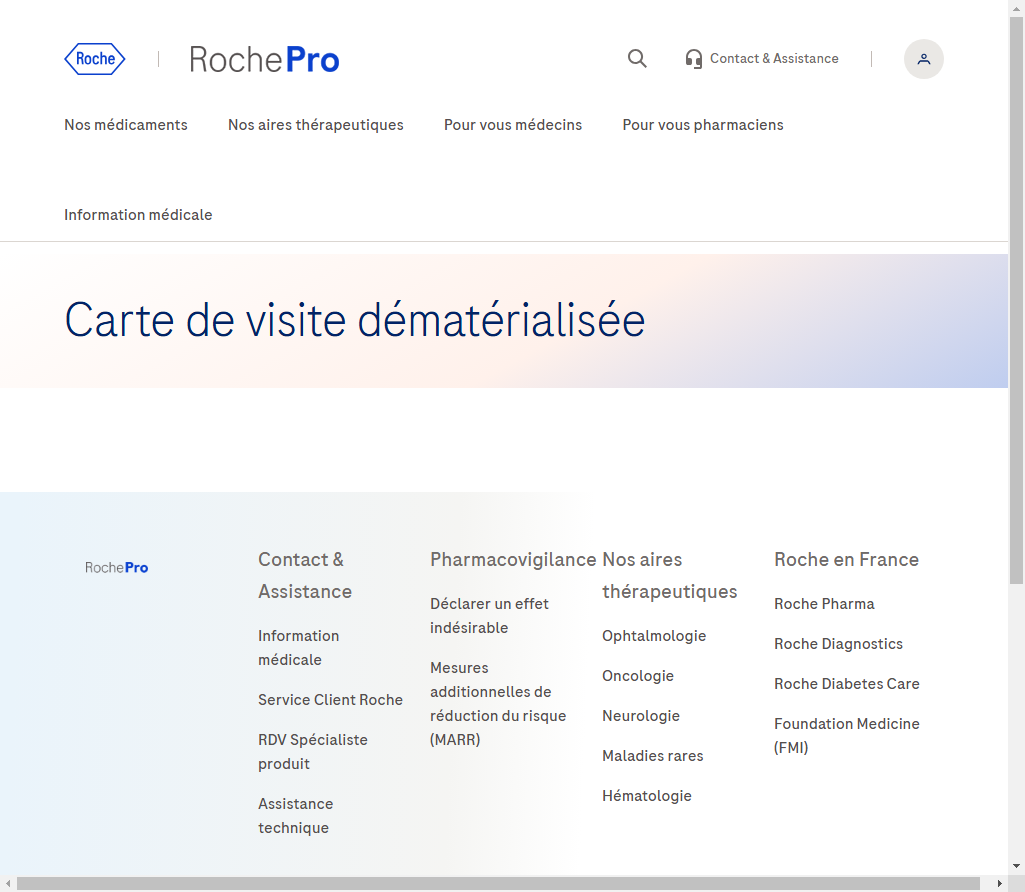 Roche
RochePro
Contact & Assistance
Nos médicaments
Nos aires thérapeutiques
Pour vous médecins
Pour vous pharmaciens
Information médicale
Carte de visite dématérialisée
RochePro
Contact &
Assistance
Information
médicale
Service Client Roche
RDV Spécialiste
produit
Assistance
technique
Pharmacovigilance
Déclarer un effet
indésirable
Mesures
additionnelles de
réduction du risque
(MARR)
Nos aires
thérapeutiques
Ophtalmologie
Oncologie
Neurologie
Maladies rares
Hématologie
Roche en France
Roche Pharma
Roche Diagnostics
Roche Diabetes Care
Foundation Medicine
(FMI)